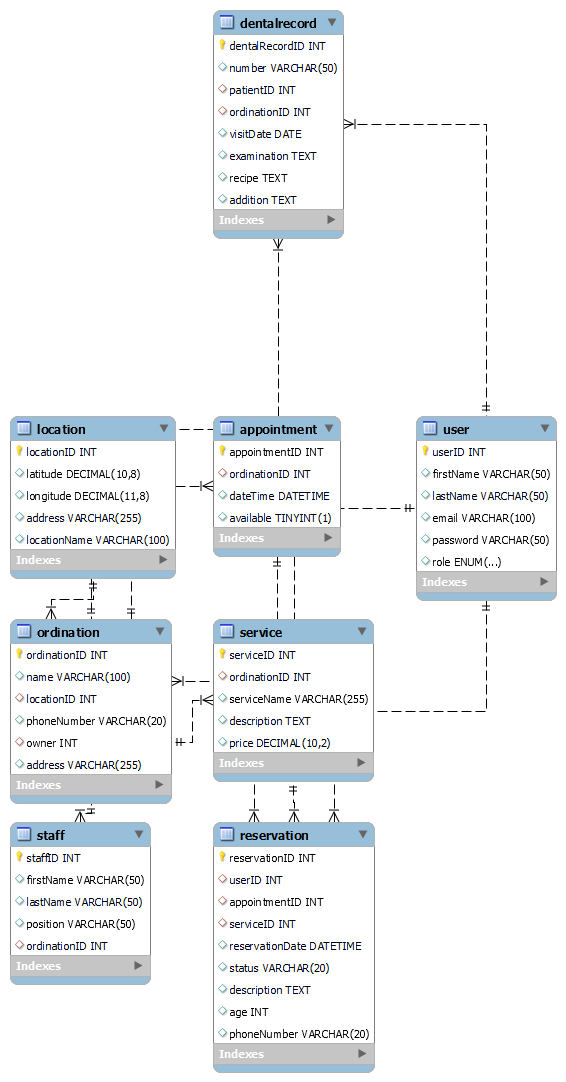 dentalrecord
dentalRecordID INT
number VARCHAR(50)
patientID INT
ordinationID INT
visitDate DATE
examination TEXT
recipe TEXT
addition TEXT
Indexes
location
locationID INT
latitude DECIMAL(10,8)
longitude DECIMAL(11,8)
address VARCHAR(255)
locationName VARCHAR(100)
Indexes
appointment
appointmentID INT
ordinationID INT
dateTime DATETIME
available TINYINT(1)
Indexes
user
userID INT
firstName VARCHAR(50)
lastName VARCHAR(50)
email VARCHAR(100)
password VARCHAR(50)
role ENUM(...)
Indexes
ordination
ordinationID INT
name VARCHAR(100)
locationID INT
phoneNumber VARCHAR(20)
owner INT
address VARCHAR(255)
Indexes
service
serviceID INT
ordinationID INT
serviceName VARCHAR(255)
description TEXT
price DECIMAL(10,2)
Indexes
staff
staffID INT
firstName VARCHAR(50)
lastName VARCHAR(50)
position VARCHAR(50)
ordinationID INT
Indexes
reservation
reservationID INT
userID INT
appointmentID INT
serviceID INT
reservationDate DATETIME
status VARCHAR(20)
description TEXT
age INT
phoneNumber VARCHAR(20)
Indexes